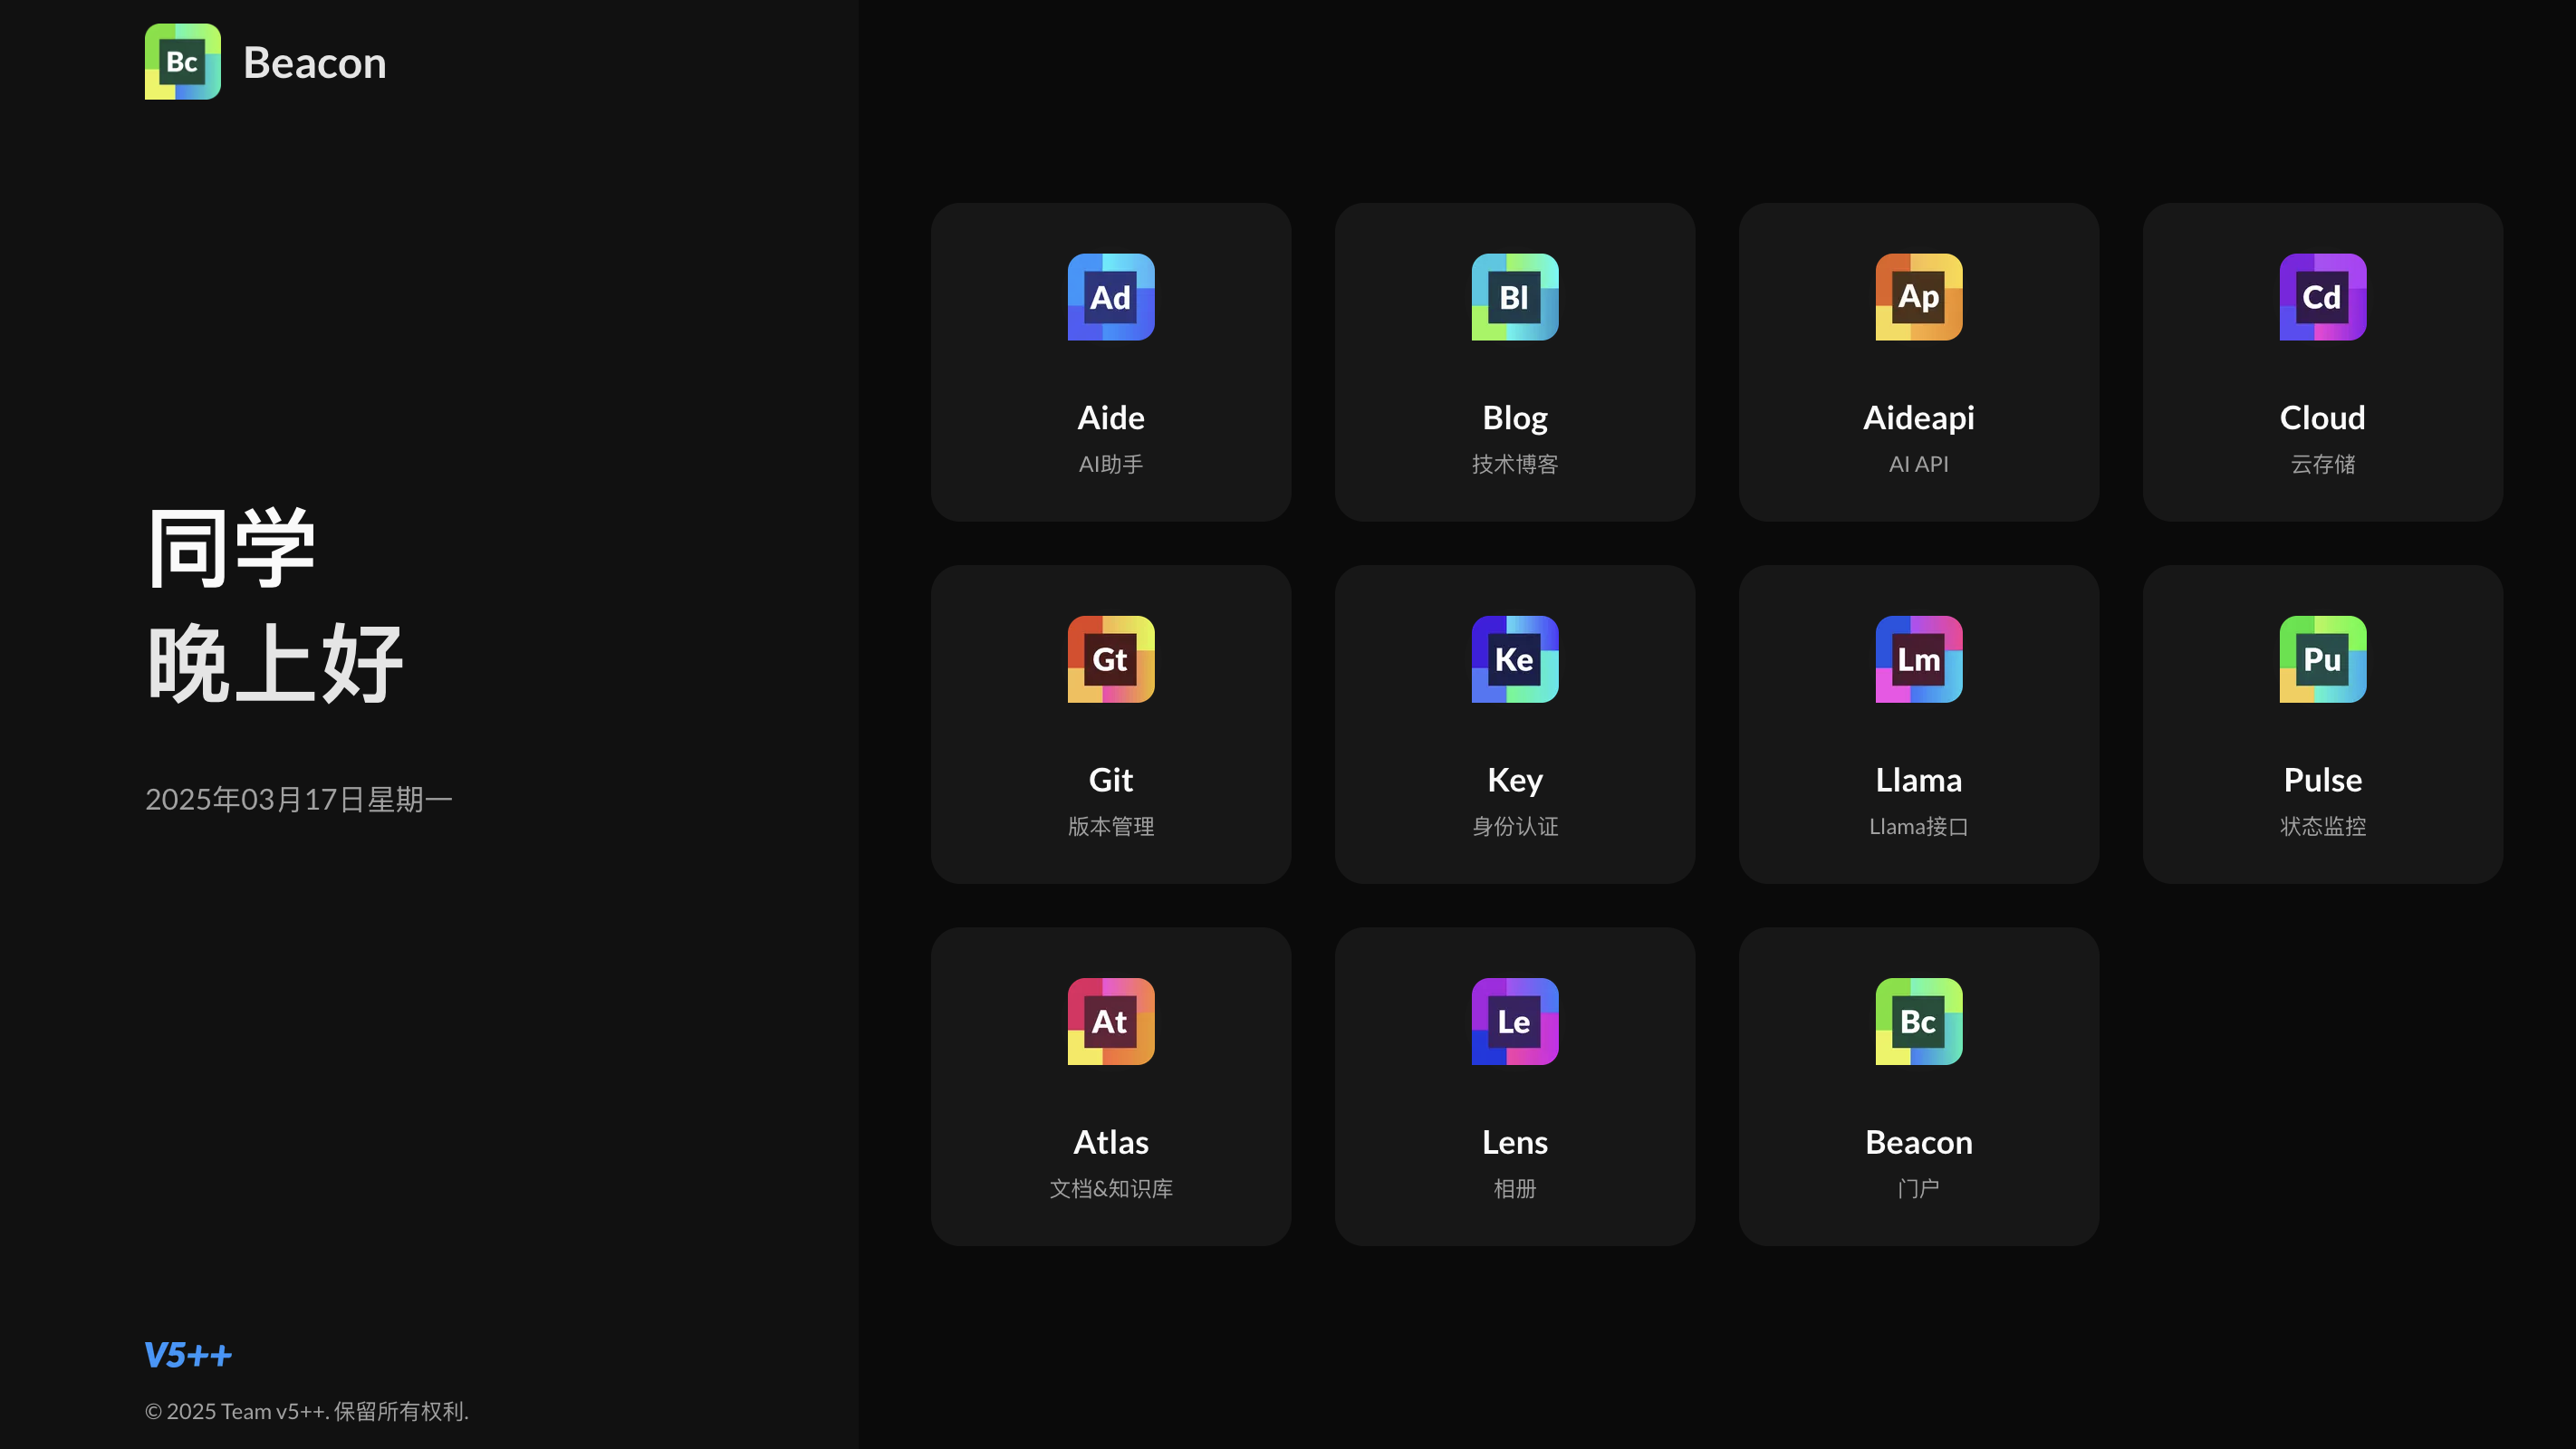 Bc Beacon
同学
晚上好
2025年03月17日星期一
V5++
© 2025 Team v5++. 保留所有权利.
Ad
Aide
AI助手
Bl
Blog
技术博客
Ap
Aideapi
AI API
Cd
Cloud
云存储
Gt
Git
版本管理
Ke
Key
身份认证
Lm
Llama
Llama接口
Pu
Pulse
状态监控
At
Atlas
文档&知识库
Le
Lens
相册
Bc
Beacon
门户